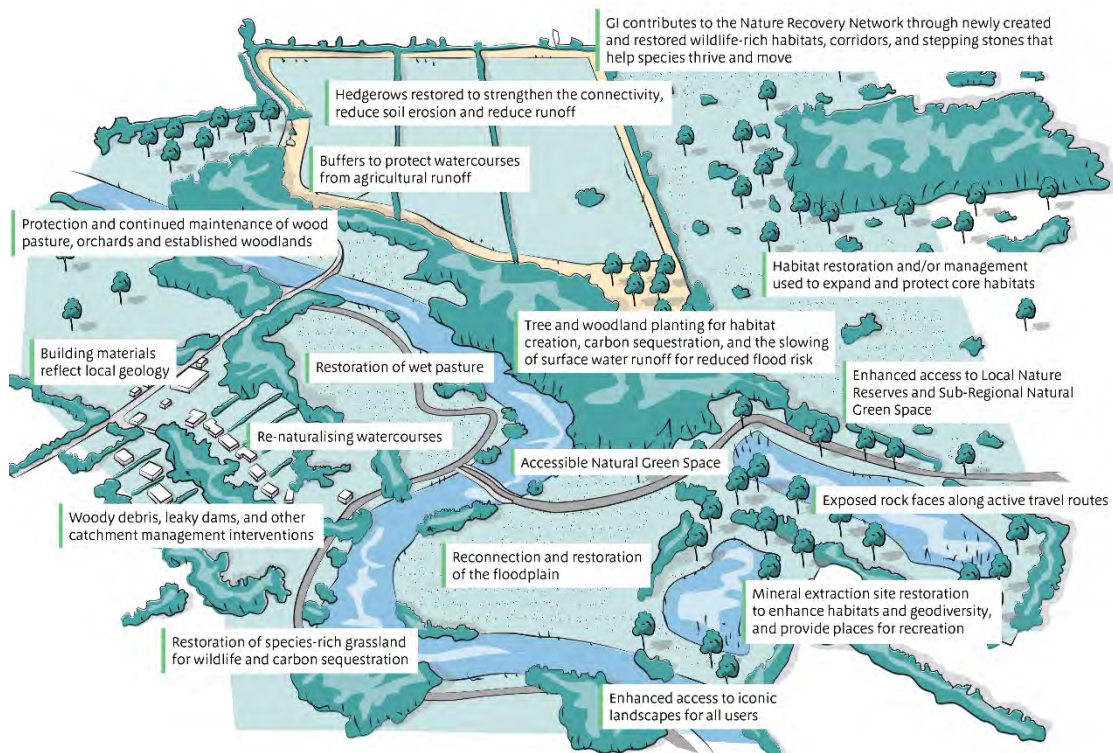 GI contributes to the Nature Recovery Network through newly created
and restored wildlife-rich habitats, corridors, and stepping stones that
help species thrive and move
Hedgerows restored to strengthen the connectivity,
reduce soil erosion and reduce runoff
Buffers to protect watercourses
from agricultural runoff
Protection and continued maintenance of wood
pasture, orchards and established woodlands
Habitat restoration and/or management
used to expand and protect core habitats
Tree and woodland planting for habitat
creation, carbon sequestration, and the slowing
of surface water runoff for reduced flood risk
Building materials
reflect local geology
Restoration of wet pasture
Enhanced access to Local Nature
Reserves and Sub-Regional Natural
Green Space
Re-naturalising watercourses
Accessible Natural Green Space
Exposed rock faces along active travel routes
Woody debris, leaky dams, and other
catchment management interventions
Reconnection and restoration
of the floodplain
Mineral extraction site restoration
to enhance habitats and geodiversity,
and provide places for recreation
Restoration of species-rich grassland
for wildlife and carbon sequestration
Enhanced access to iconic
landscapes for all users